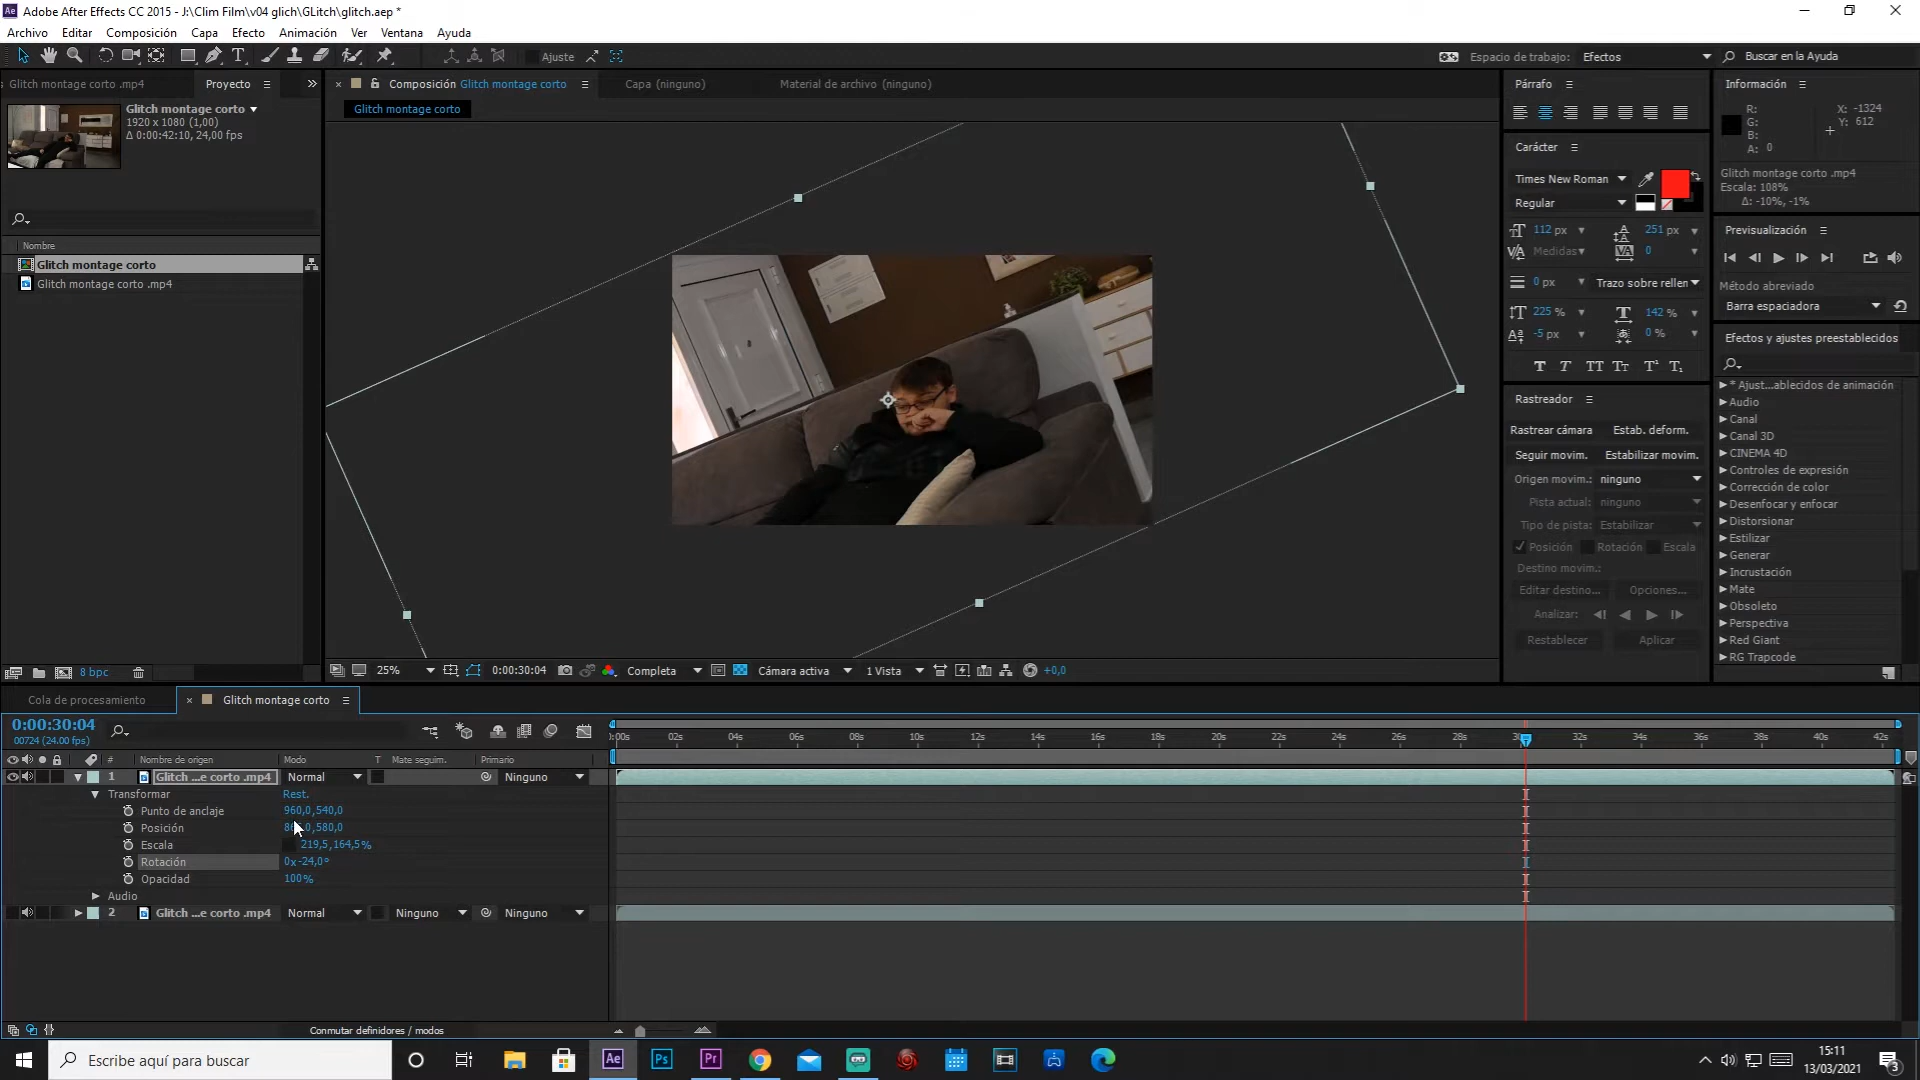 Adobe After Effects CC 2015 - J:\Clim Film\v04 glich\GLitch\glitch.aep *
Archivo Editar Composición Capa Efecto Animación Ver Ventana Ayuda
Ajuste Espacio de trabajo: Efectos Buscar en la Ayuda
Glitch montage corto .mp4 Proyecto
Composición Glitch montage corto Capa (ninguno) Material de archivo (ninguno)
Glitch montage corto
Glitch montage corto
1920 x 1080 (1,00)
Δ 0:00:42:10, 24,00 fps
Nombre
Glitch montage corto
Glitch montage corto .mp4
8 bpc
25% 0:00:30:04 Completa Cámara activa 1 Vista +0,0
Párrafo
Carácter
Times New Roman
Regular
112 px 251 px
Medidas 0
0 px Trazo sobre rellen
225 % 142 %
-5 px 0 %
T T TT Tт T¹ T₁
Rastreador
Rastrear cámara Estab. deform.
Seguir movim. Estabilizar movim.
Origen movim.: ninguno
Pista actual: ninguno
Tipo de pista: Estabilizar
Posición Rotación Escala
Destino movim.:
Editar destino... Opciones...
Analizar:
Restablecer Aplicar
Información
R: X: -1324
G: Y: 612
B:
A: 0
Glitch montage corto .mp4
Escala: 108%
Δ: -10%, -1%
Previsualización
Método abreviado
Barra espaciadora
Efectos y ajustes preestablecidos
* Ajust...ablecidos de animación
Audio
Canal
Canal 3D
CINEMA 4D
Controles de expresión
Corrección de color
Desenfocar y enfocar
Distorsionar
Estilizar
Generar
Incrustación
Mate
Obsoleto
Perspectiva
Red Giant
RG Trapcode
Cola de procesamiento Glitch montage corto
0:00:30:04
00724 (24.00 fps)
:00s 02s 04s 06s 08s 10s 12s 14s 16s 18s 20s 22s 24s 26s 28s 32s 34s 36s 38s 40s 42s
# Nombre de origen Modo T Mate seguim. Primario
1 Glitch ...e corto .mp4 Normal Ninguno
Transformar Rest.
Punto de anclaje 960,0,540,0
Posición ,580,0
Escala 219,5,164,5%
Rotación 0x-24,0°
Opacidad 100%
Audio
2 Glitch ...e corto .mp4 Normal Ninguno Ninguno
Conmutar definidores / modos
Escribe aquí para buscar
Ae Ps Pr
15:11
13/03/2021
3